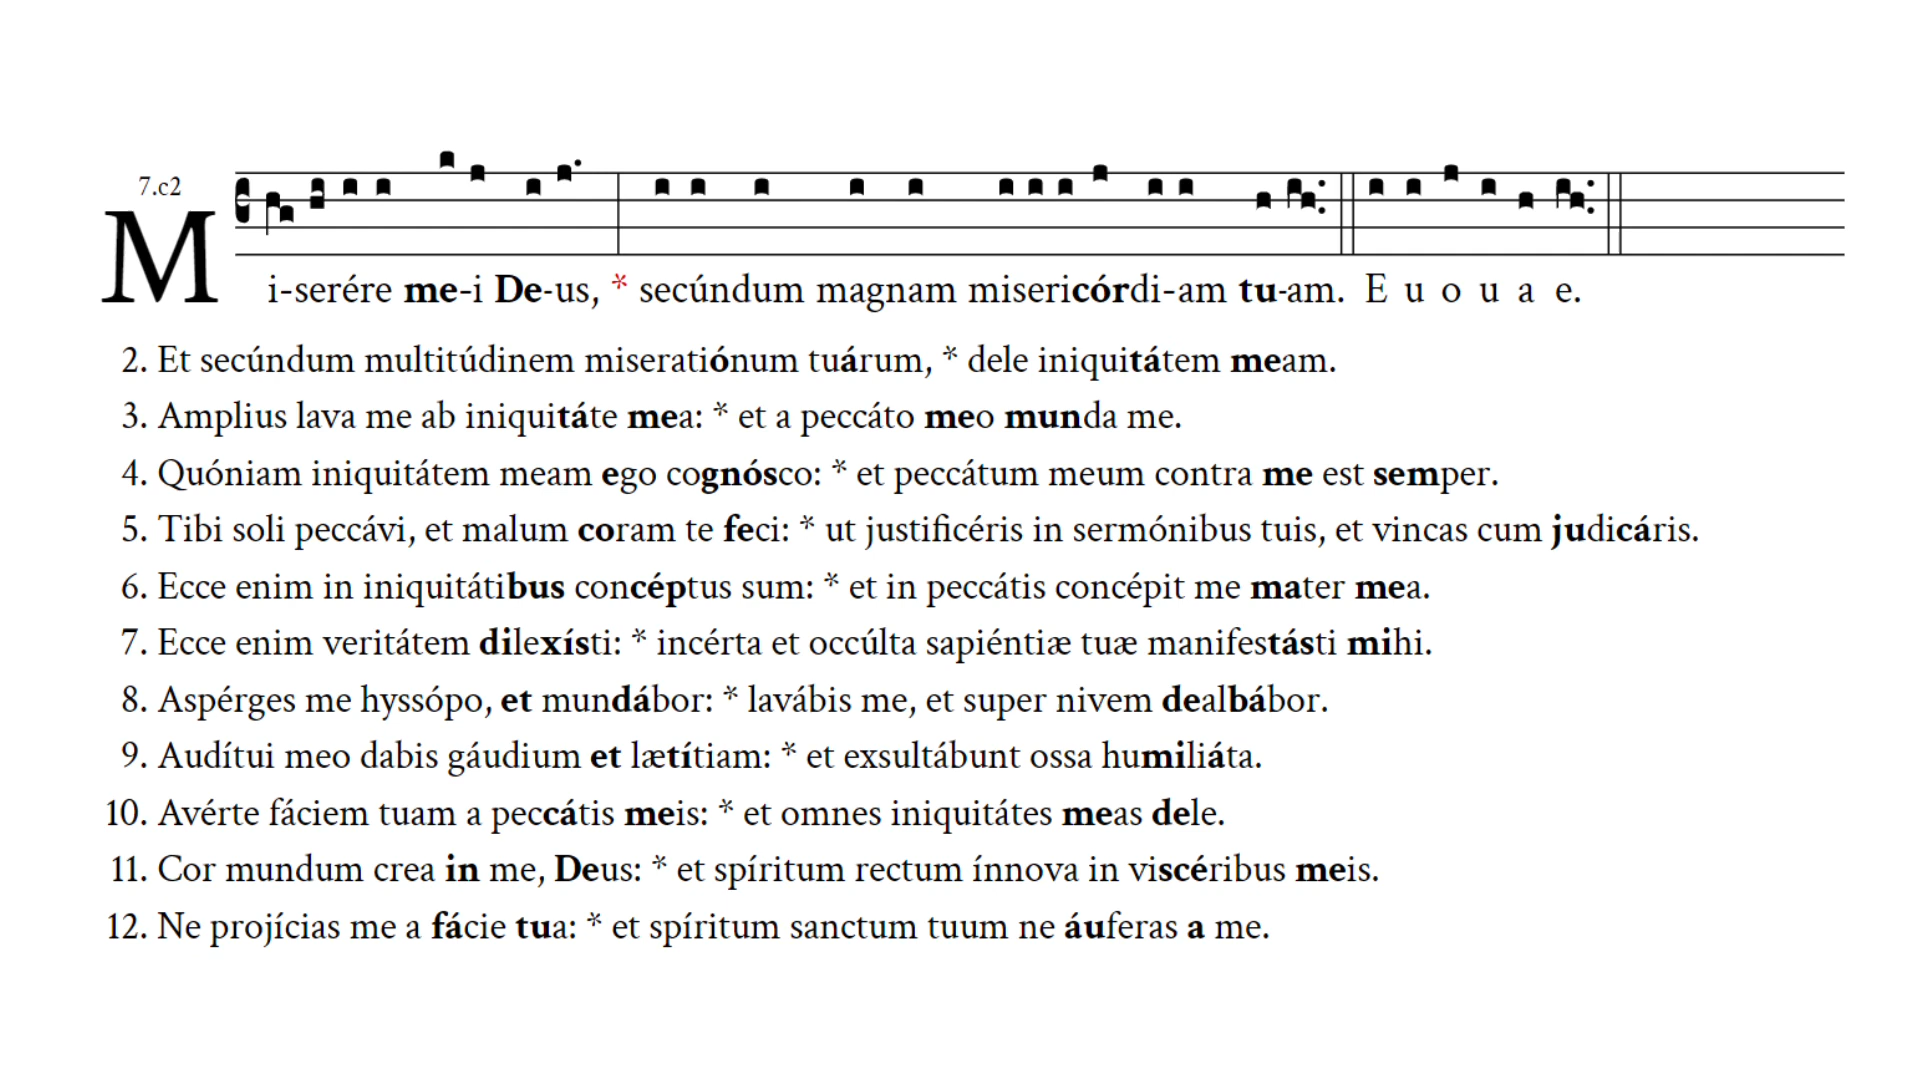 7.c2
Mi-serére me-i De-us, * secúndum magnam misericórdi-am tu-am. E u o u a e.
2. Et secúndum multitúdinem miseratiónum tuárum, * dele iniquitátem meam.
3. Amplius lava me ab iniquitáte mea: * et a peccáto meo munda me.
4. Quóniam iniquitátem meam ego cognósco: * et peccátum meum contra me est semper.
5. Tibi soli peccávi, et malum coram te feci: * ut justificéris in sermónibus tuis, et vincas cum judicáris.
6. Ecce enim in iniquitátibus concéptus sum: * et in peccátis concépit me mater mea.
7. Ecce enim veritátem dilexísti: * incérta et occúlta sapiéntiæ tuæ manifestásti mihi.
8. Aspérges me hyssópo, et mundábor: * lavábis me, et super nivem dealbábor.
9. Audítui meo dabis gáudium et lætítiam: * et exsultábunt ossa humiliáta.
10. Avérte fáciem tuam a peccátis meis: * et omnes iniquitátes meas dele.
11. Cor mundum crea in me, Deus: * et spíritum rectum ínnova in viscéribus meis.
12. Ne projícias me a fácie tua: * et spíritum sanctum tuum ne áuferas a me.